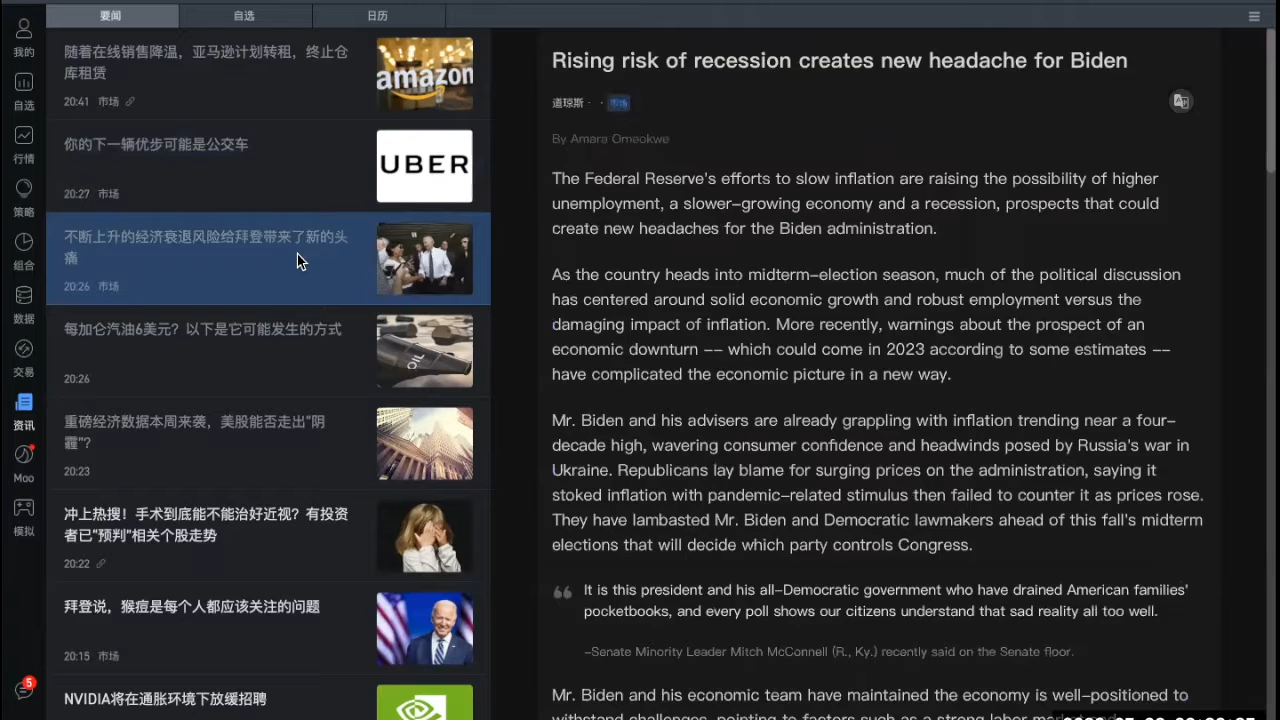 要闻
自选
日历
我的
自选
行情
策略
组合
数据
交易
资讯
Moo
模拟
5
随着在线销售降温，亚马逊计划转租，终止仓
库租赁
20:41 市场
amazon
你的下一辆优步可能是公交车
20:27 市场
UBER
不断上升的经济衰退风险给拜登带来了新的头
痛
20:26 市场
每加仑汽油6美元？以下是它可能发生的方式
20:26
OIL
重磅经济数据本周来袭，美股能否走出“阴
霾”？
20:23
冲上热搜！手术到底能不能治好近视？有投资
者已“预判”相关个股走势
20:22
拜登说，猴痘是每个人都应该关注的问题
20:15 市场
NVIDIA将在通胀环境下放缓招聘
Rising risk of recession creates new headache for Biden
道琼斯 · · 市场
By Amara Omeokwe
The Federal Reserve's efforts to slow inflation are raising the possibility of higher
unemployment, a slower-growing economy and a recession, prospects that could
create new headaches for the Biden administration.
As the country heads into midterm-election season, much of the political discussion
has centered around solid economic growth and robust employment versus the
damaging impact of inflation. More recently, warnings about the prospect of an
economic downturn -- which could come in 2023 according to some estimates --
have complicated the economic picture in a new way.
Mr. Biden and his advisers are already grappling with inflation trending near a four-
decade high, wavering consumer confidence and headwinds posed by Russia's war in
Ukraine. Republicans lay blame for surging prices on the administration, saying it
stoked inflation with pandemic-related stimulus then failed to counter it as prices rose.
They have lambasted Mr. Biden and Democratic lawmakers ahead of this fall's midterm
elections that will decide which party controls Congress.
It is this president and his all-Democratic government who have drained American families'
pocketbooks, and every poll shows our citizens understand that sad reality all too well.
-Senate Minority Leader Mitch McConnell (R., Ky.) recently said on the Senate floor.
Mr. Biden and his economic team have maintained the economy is well-positioned to
withstand challenges, pointing to factors such as a strong labor